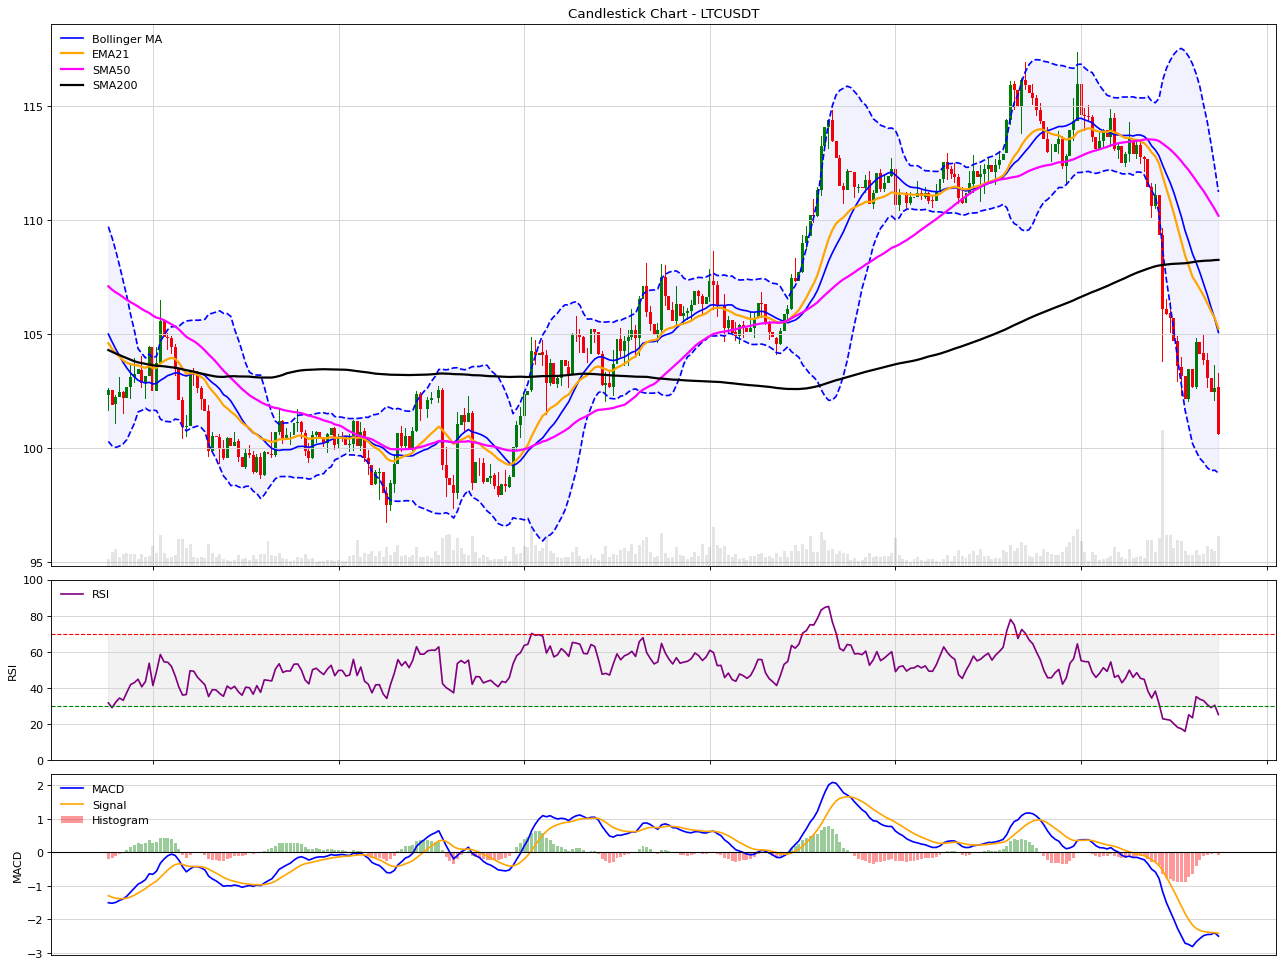 Candlestick Chart - LTCUSDT
Bollinger MA
EMA21
SMA50
SMA200
115
110
105
100
95
RSI
100
80
60
40
20
0
RSI
MACD
Signal
Histogram
2
1
0
−1
−2
−3
MACD